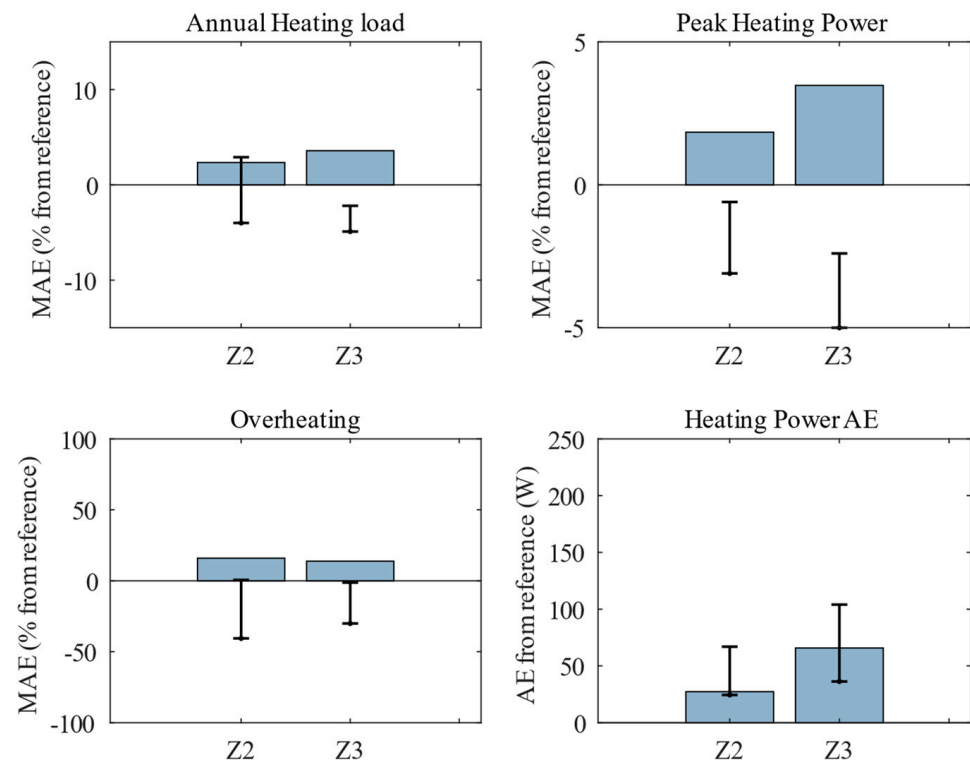 Annual Heating load
MAE (% from reference)
10
0
-10
Z2 Z3
Peak Heating Power
MAE (% from reference)
5
0
-5
Z2 Z3
Overheating
MAE (% from reference)
100
50
0
-50
-100
Z2 Z3
Heating Power AE
AE from reference (W)
250
200
150
100
50
0
Z2 Z3